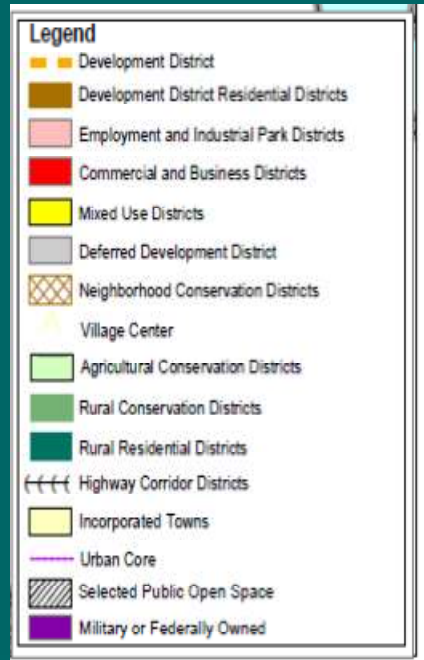 Legend
Development District
Development District Residential Districts
Employment and Industrial Park Districts
Commercial and Business Districts
Mixed Use Districts
Deferred Development District
Neighborhood Conservation Districts
Village Center
Agricultural Conservation Districts
Rural Conservation Districts
Rural Residential Districts
Highway Corridor Districts
Incorporated Towns
Urban Core
Selected Public Open Space
Military or Federally Owned